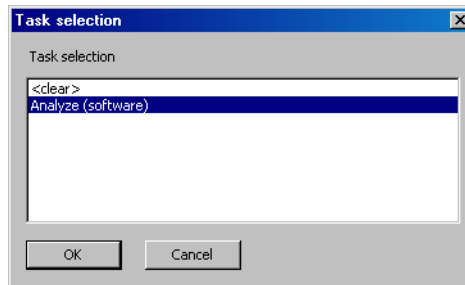 Task selection
Task selection
<clear>
Analyze (software)
OK
Cancel